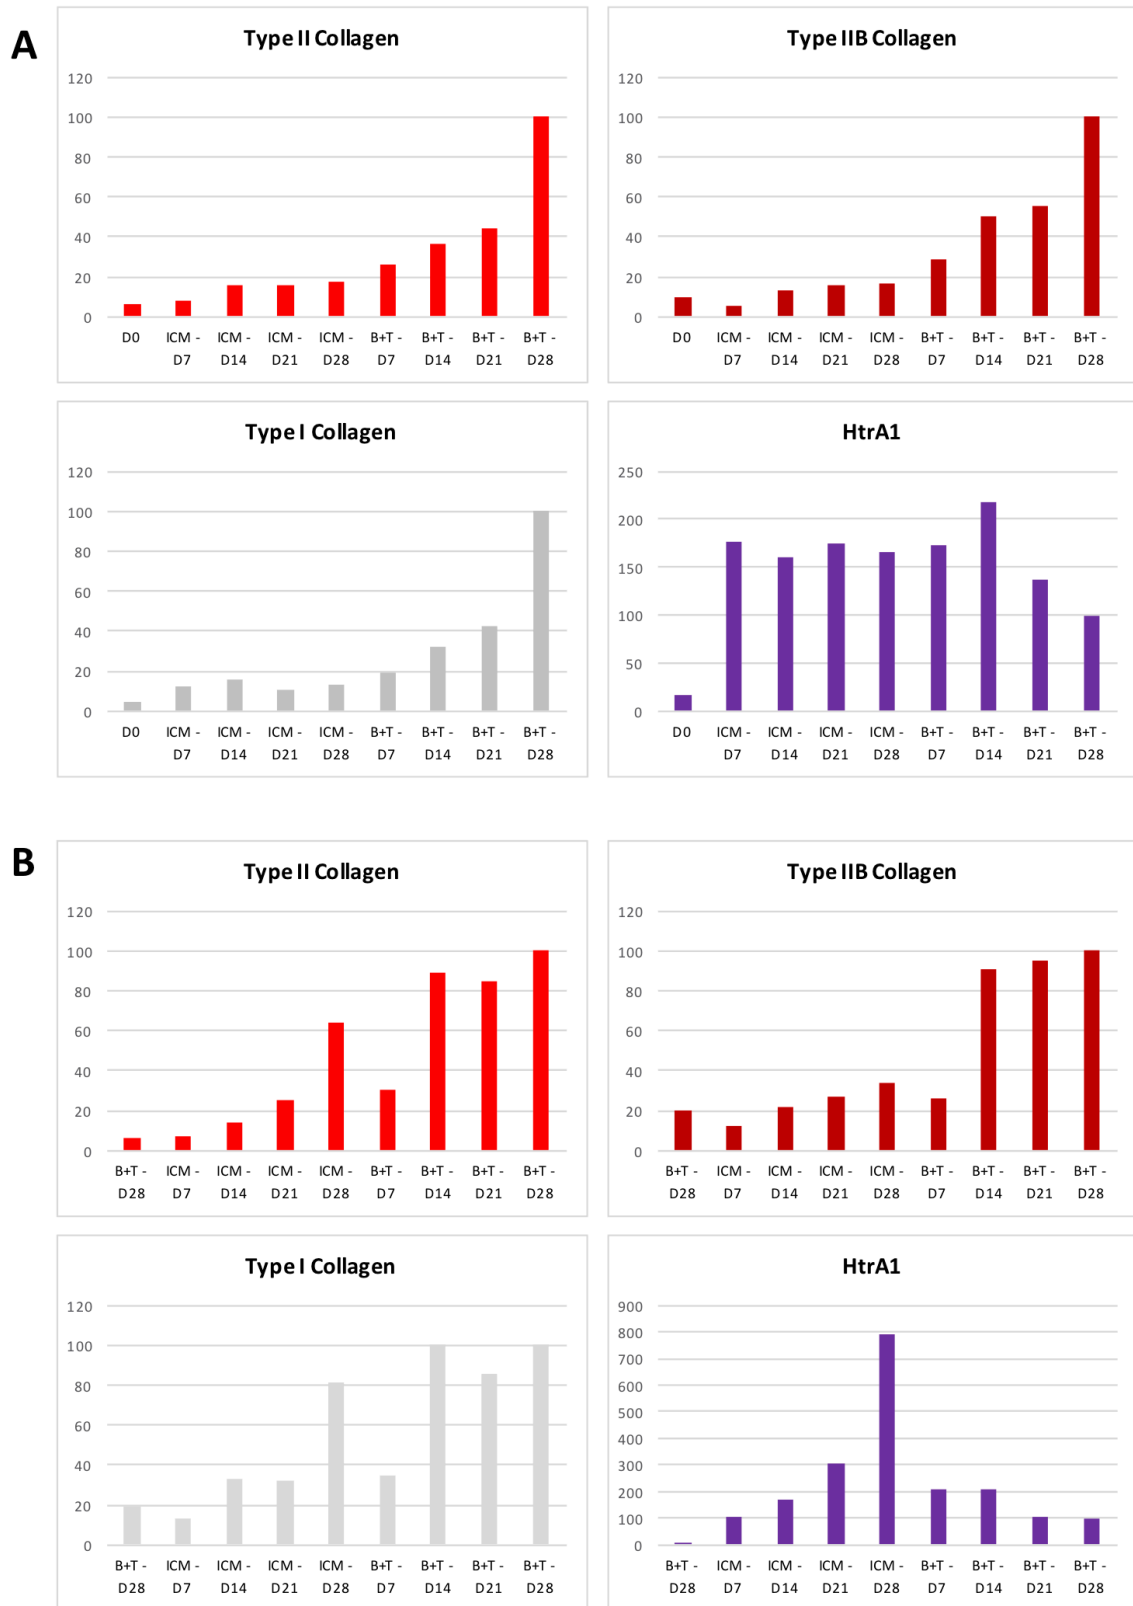 A
Type II Collagen
120
100
80
60
40
20
0
D0 ICM - ICM - ICM - ICM - B+T - B+T - B+T - B+T -
D7 D14 D21 D28 D7 D14 D21 D28
Type IIB Collagen
120
100
80
60
40
20
0
D0 ICM - ICM - ICM - ICM - B+T - B+T - B+T - B+T -
D7 D14 D21 D28 D7 D14 D21 D28
Type I Collagen
120
100
80
60
40
20
0
D0 ICM - ICM - ICM - ICM - B+T - B+T - B+T - B+T -
D7 D14 D21 D28 D7 D14 D21 D28
HtrA1
250
200
150
100
50
0
D0 ICM - ICM - ICM - ICM - B+T - B+T - B+T - B+T -
D7 D14 D21 D28 D7 D14 D21 D28
B
Type II Collagen
120
100
80
60
40
20
0
B+T - ICM - ICM - ICM - ICM - B+T - B+T - B+T - B+T -
D28 D7 D14 D21 D28 D7 D14 D21 D28
Type IIB Collagen
120
100
80
60
40
20
0
B+T - ICM - ICM - ICM - ICM - B+T - B+T - B+T - B+T -
D28 D7 D14 D21 D28 D7 D14 D21 D28
Type I Collagen
120
100
80
60
40
20
0
B+T - ICM - ICM - ICM - ICM - B+T - B+T - B+T - B+T -
D28 D7 D14 D21 D28 D7 D14 D21 D28
HtrA1
900
800
700
600
500
400
300
200
100
0
B+T - ICM - ICM - ICM - ICM - B+T - B+T - B+T - B+T -
D28 D7 D14 D21 D28 D7 D14 D21 D28